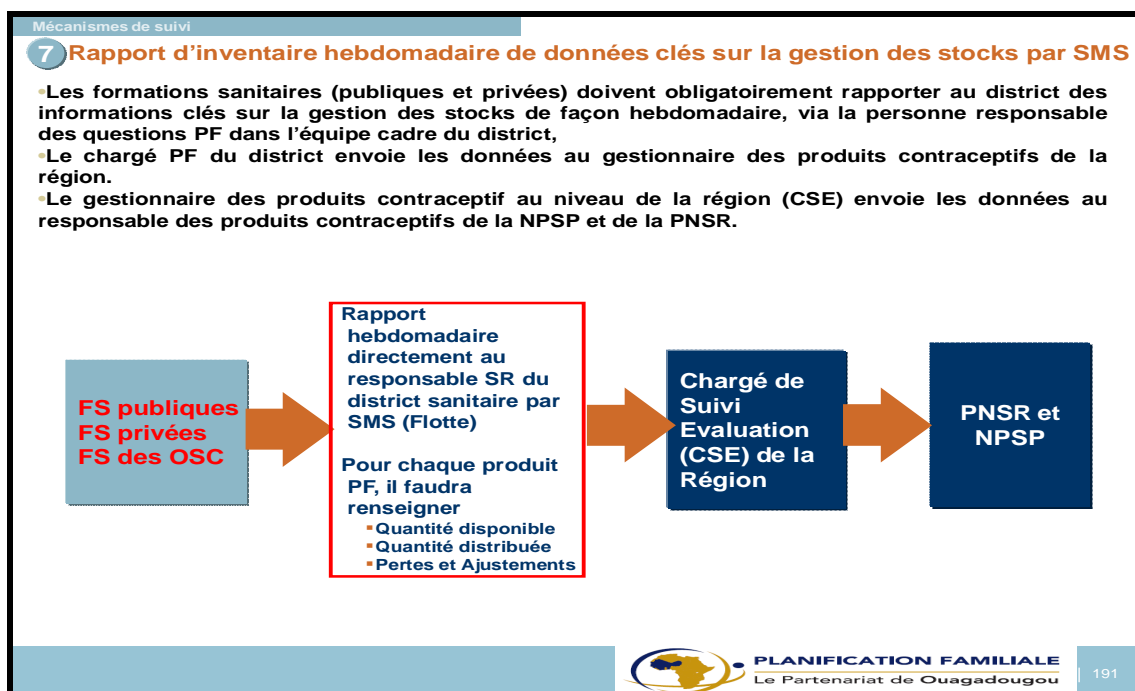 Mécanismes de suivi
7 Rapport d’inventaire hebdomadaire de données clés sur la gestion des stocks par SMS
•Les formations sanitaires (publiques et privées) doivent obligatoirement rapporter au district des
informations clés sur la gestion des stocks de façon hebdomadaire, via la personne responsable
des questions PF dans l’équipe cadre du district,
•Le chargé PF du district envoie les données au gestionnaire des produits contraceptifs de la
région.
•Le gestionnaire des produits contraceptif au niveau de la région (CSE) envoie les données au
responsable des produits contraceptifs de la NPSP et de la PNSR.
FS publiques
FS privées
FS des OSC
Rapport
hebdomadaire
directement au
responsable SR du
district sanitaire par
SMS (Flotte)
Pour chaque produit
PF, il faudra
renseigner
▪Quantité disponible
▪Quantité distribuée
▪Pertes et Ajustements
Chargé de
Suivi
Evaluation
(CSE) de la
Région
PNSR et
NPSP
PLANIFICATION FAMILIALE
Le Partenariat de Ouagadougou
| 191